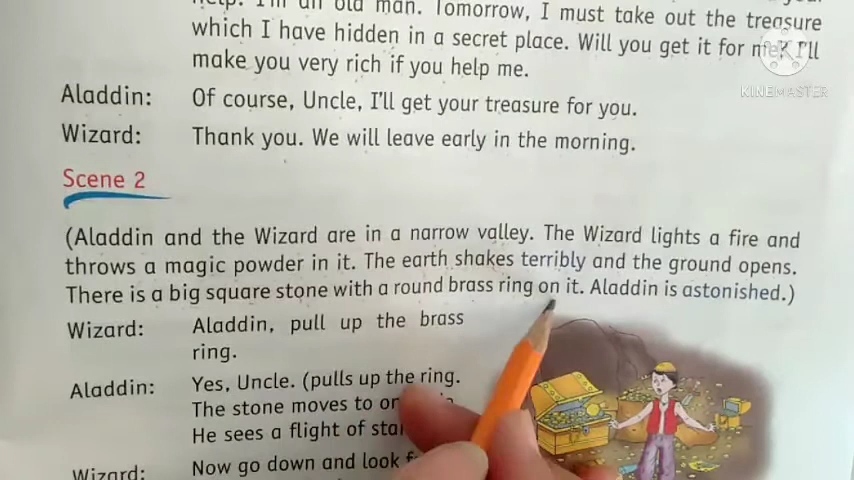 help. I'm an old man. Tomorrow, I must take out the treasure
which I have hidden in a secret place. Will you get it for me? I'll
make you very rich if you help me.
KINEMASTER
Aladdin: Of course, Uncle, I'll get your treasure for you.
Wizard: Thank you. We will leave early in the morning.
Scene 2
(Aladdin and the Wizard are in a narrow valley. The Wizard lights a fire and
throws a magic powder in it. The earth shakes terribly and the ground opens.
There is a big square stone with a round brass ring on it. Aladdin is astonished.)
Wizard: Aladdin, pull up the brass
ring.
Aladdin: Yes, Uncle. (pulls up the ring.
The stone moves to
He sees a flight of
Wizard: Now go down and look